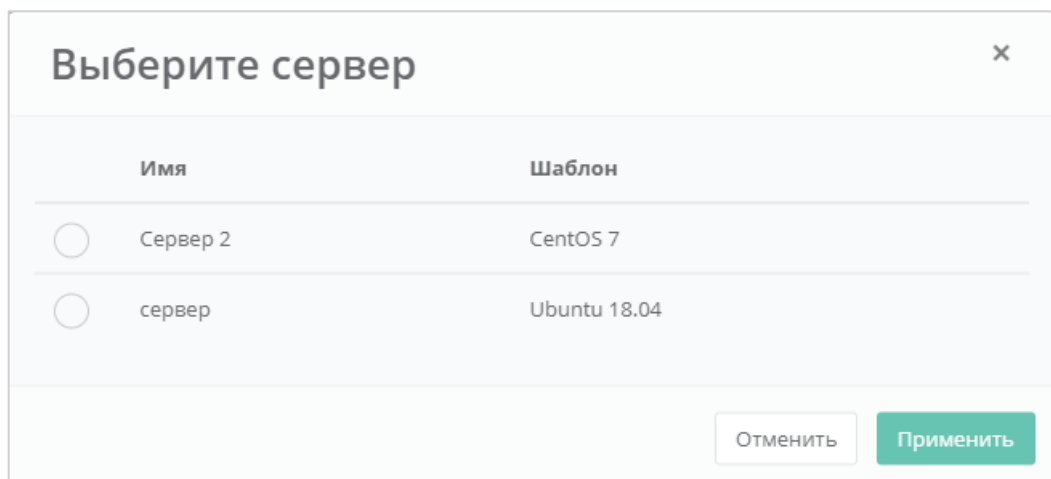 Выберите сервер ×
Имя Шаблон
Сервер 2 CentOS 7
сервер Ubuntu 18.04
Отменить Применить